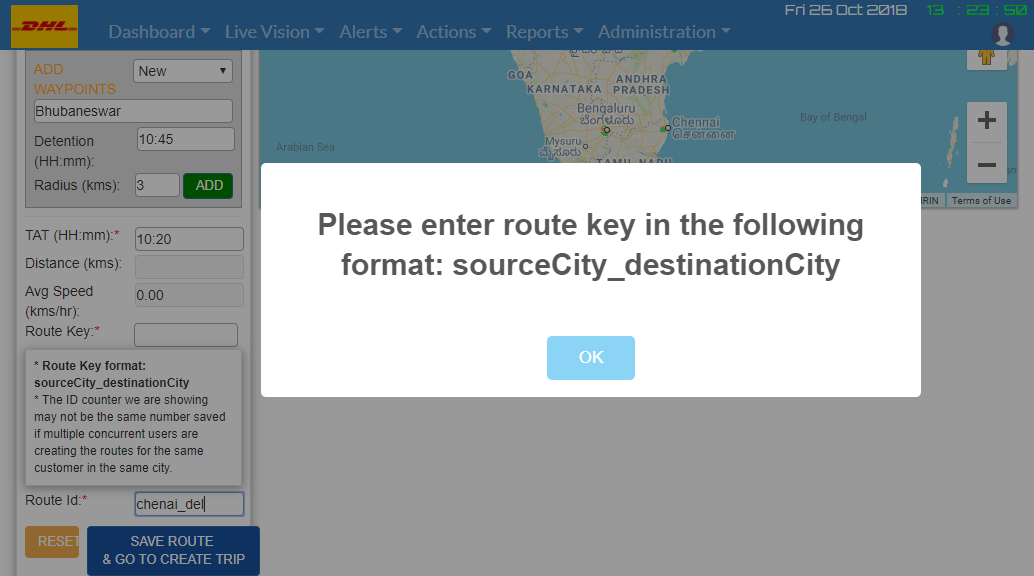 Fri 26 Oct 2018 13 : 23 : 50
DHL Dashboard Live Vision Alerts Actions Reports Administration
ADD
WAYPOINTS
New
Bhubaneswar
Detention
(HH:mm):
10:45
Radius (kms):
3
ADD
TAT (HH:mm):*
10:20
Distance (kms):
Avg Speed
(kms/hr):
0.00
Route Key:*
* Route Key format:
sourceCity_destinationCity
* The ID counter we are showing
may not be the same number saved
if multiple concurrent users are
creating the routes for the same
customer in the same city.
Route Id:*
chenai_del
RESET
SAVE ROUTE
& GO TO CREATE TRIP
GOA
KARNATAKA
ANDHRA
PRADESH
Bengaluru
ಬೆಂಗಳೂರು
Chennai
சென்னை
Mysuru
ಮೈಸೂರು
TAMIL NADU
Arabian Sea
Bay of Bengal
+
−
Terms of Use
Please enter route key in the following
format: sourceCity_destinationCity
OK